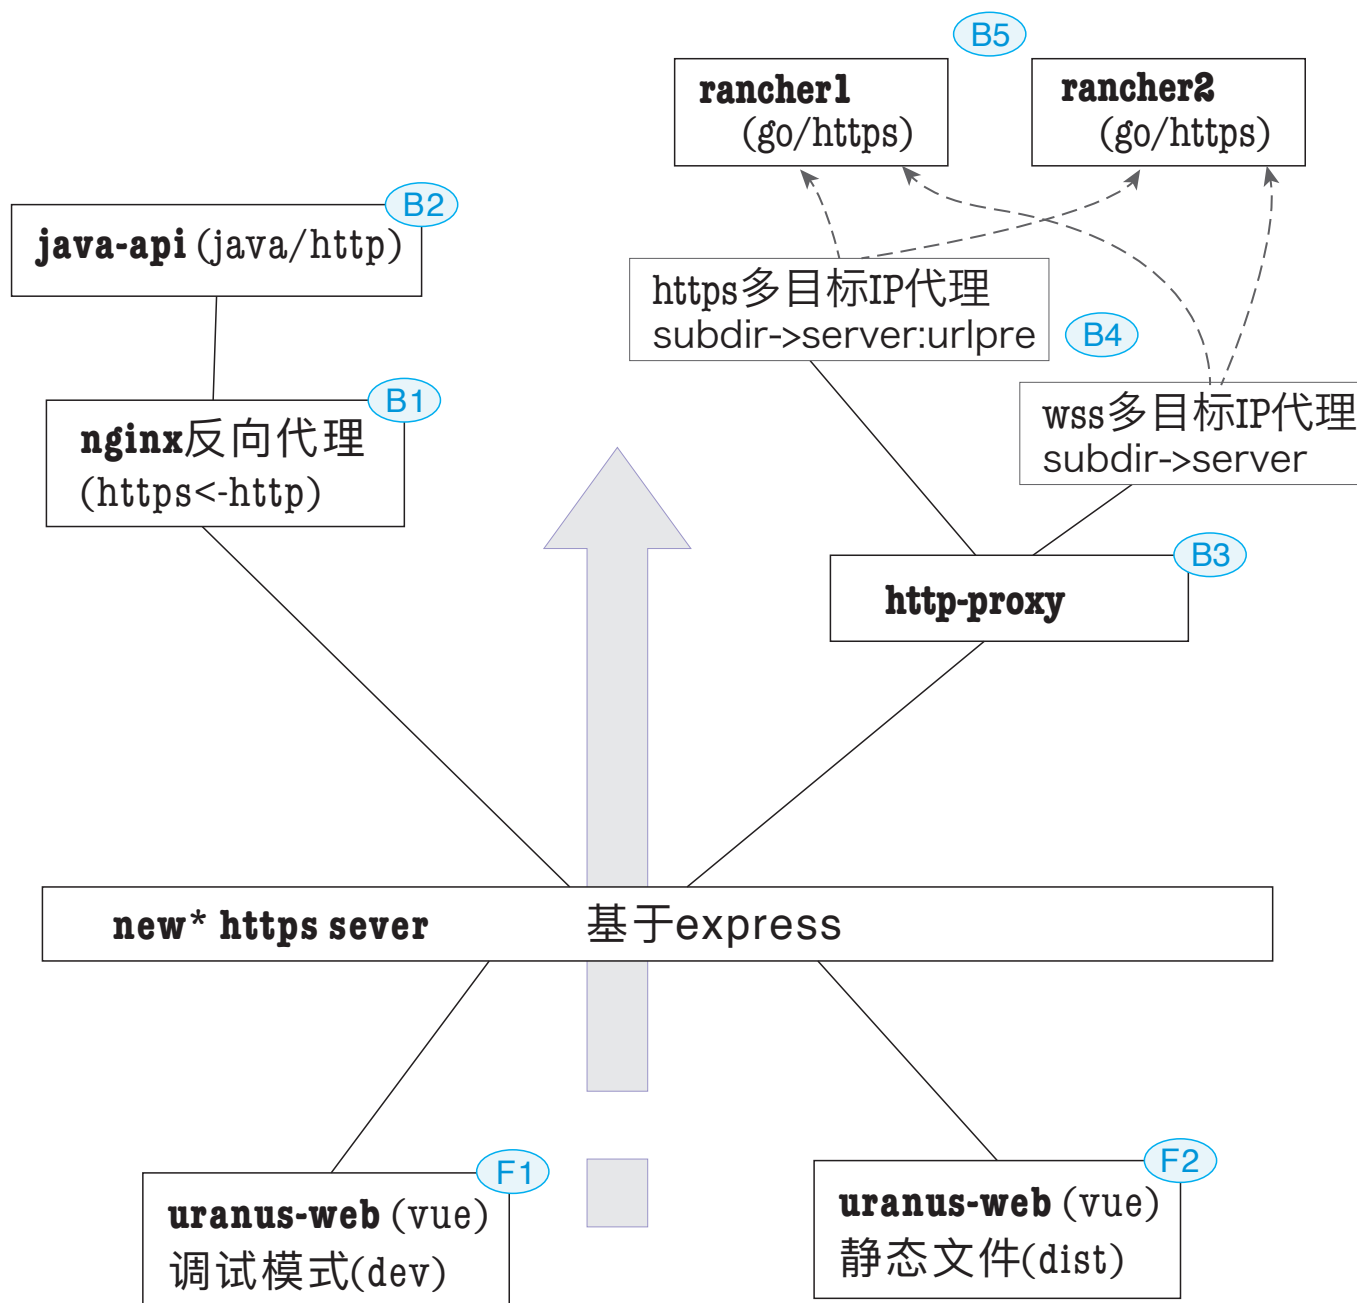 B5
rancher1
(go/https)
rancher2
(go/https)
B2
java-api (java/http)
https多目标IP代理
subdir->server:urlpre
B4
B1
nginx反向代理
(https<-http)
wss多目标IP代理
subdir->server
B3
http-proxy
new* https sever 基于express
F1
uranus-web (vue)
调试模式(dev)
F2
uranus-web (vue)
静态文件(dist)